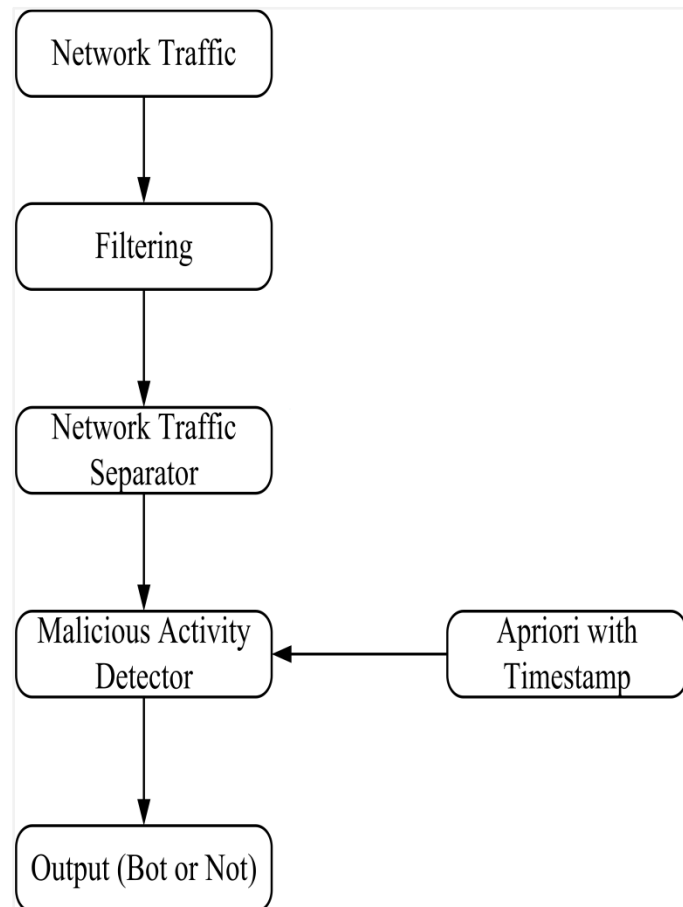 Network Traffic
Filtering
Network Traffic
Separator
Malicious Activity
Detector
Apriori with
Timestamp
Output (Bot or Not)